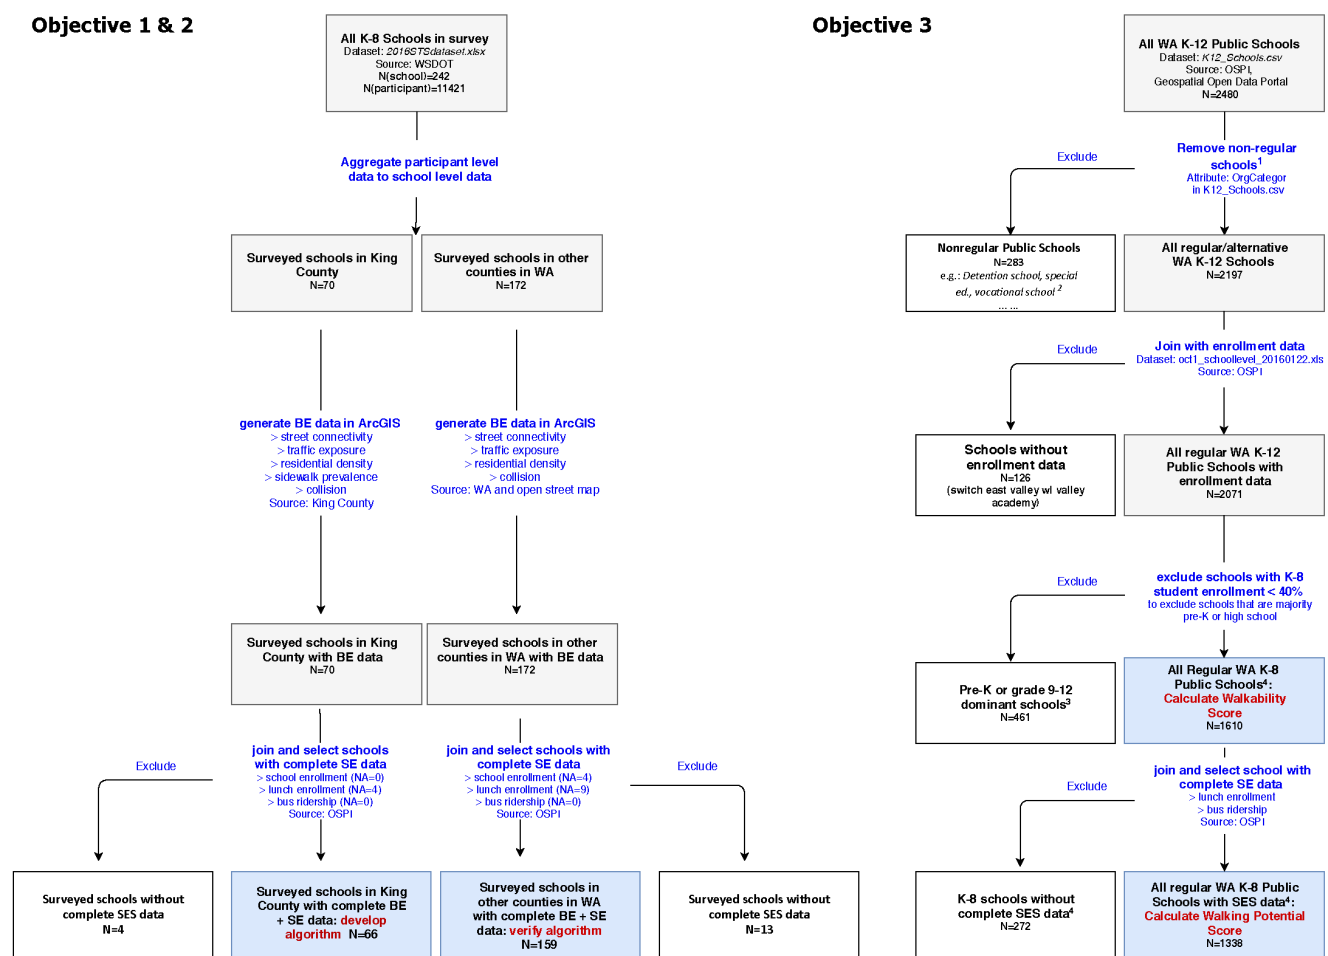 Objective 1 & 2
All K-8 Schools in survey
Dataset: 2016STSdataset.xlsx
Source: WSDOT
N(school)=242
N(participant)=11421
Aggregate participant level
data to school level data
Surveyed schools in King
County
N=70
Surveyed schools in other
counties in WA
N=172
generate BE data in ArcGIS
> street connectivity
> traffic exposure
> residential density
> sidewalk prevalence
> collision
Source: King County
generate BE data in ArcGIS
> street connectivity
> traffic exposure
> residential density
> collision
Source: WA and open street map
Surveyed schools in King
County with BE data
N=70
Surveyed schools in other
counties in WA with BE data
N=172
Exclude
join and select schools
with complete SE data
> school enrollment (NA=0)
> lunch enrollment (NA=4)
> bus ridership (NA=0)
Source: OSPI
join and select schools with
complete SE data
> school enrollment (NA=4)
> lunch enrollment (NA=9)
> bus ridership (NA=0)
Source: OSPI
Exclude
Surveyed schools without
complete SES data
N=4
Surveyed schools in King
County with complete BE
+ SE data: develop
algorithm N=66
Surveyed schools in
other counties in WA
with complete BE + SE
data: verify algorithm
N=159
Surveyed schools without
complete SES data
N=13
Objective 3
All WA K-12 Public Schools
Dataset: K12_Schools.csv
Source: OSPI,
Geospatial Open Data Portal
N=2480
Exclude
Remove non-regular
schools1
Attribute: OrgCategor
in K12_Schools.csv
Nonregular Public Schools
N=283
e.g.: Detention school, special
ed., vocational school 2
... ...
All regular/alternative
WA K-12 Schools
N=2197
Exclude
Join with enrollment data
Dataset: oct1_schoollevel_20160122.xls
Source: OSPI
Schools without
enrollment data
N=126
(switch east valley wl valley
academy)
All regular WA K-12
Public Schools with
enrollment data
N=2071
Exclude
exclude schools with K-8
student enrollment < 40%
to exclude schools that are majority
pre-K or high school
Pre-K or grade 9-12
dominant schools3
N=461
All Regular WA K-8
Public Schools4:
Calculate Walkability
Score
N=1610
Exclude
join and select school with
complete SE data
> lunch enrollment
> bus ridership
Source: OSPI
K-8 schools without
complete SES data4
N=272
All regular WA K-8 Public
Schools with SES data4:
Calculate Walking Potential
Score
N=1338